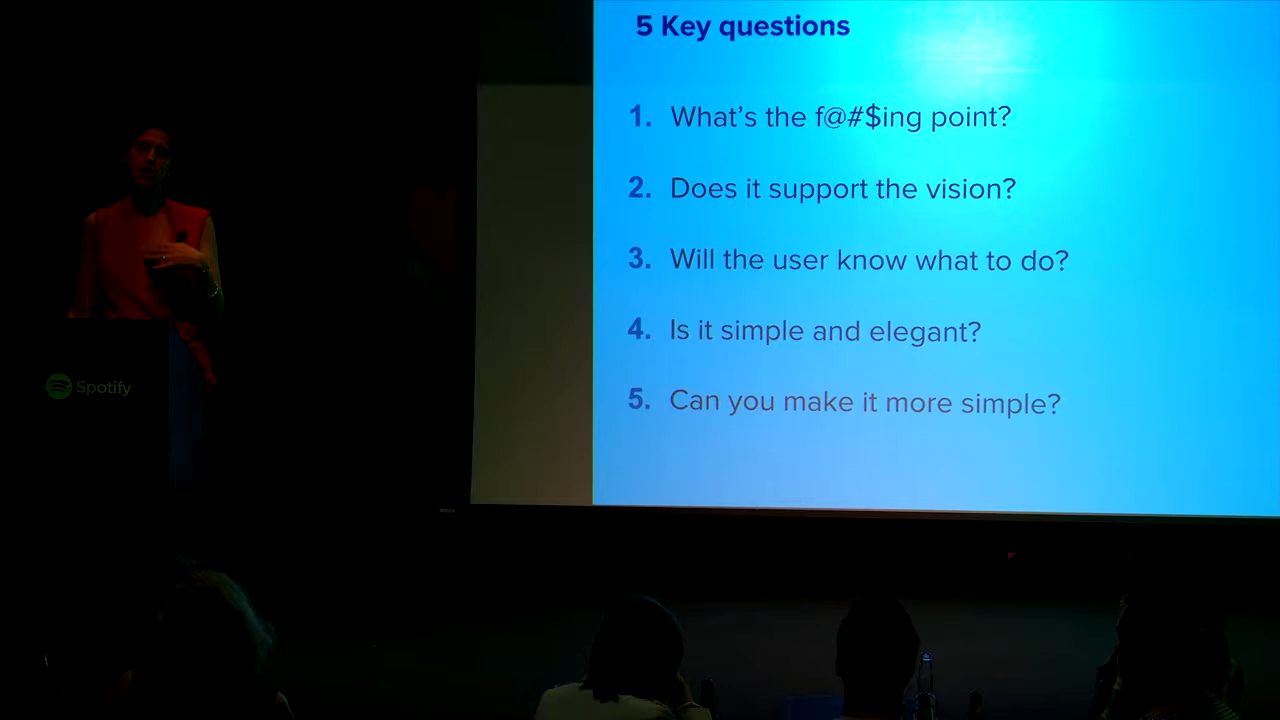 5 Key questions
1. What's the f@#$ing point?
2. Does it support the vision?
3. Will the user know what to do?
4. Is it simple and elegant?
5. Can you make it more simple?
Spotify